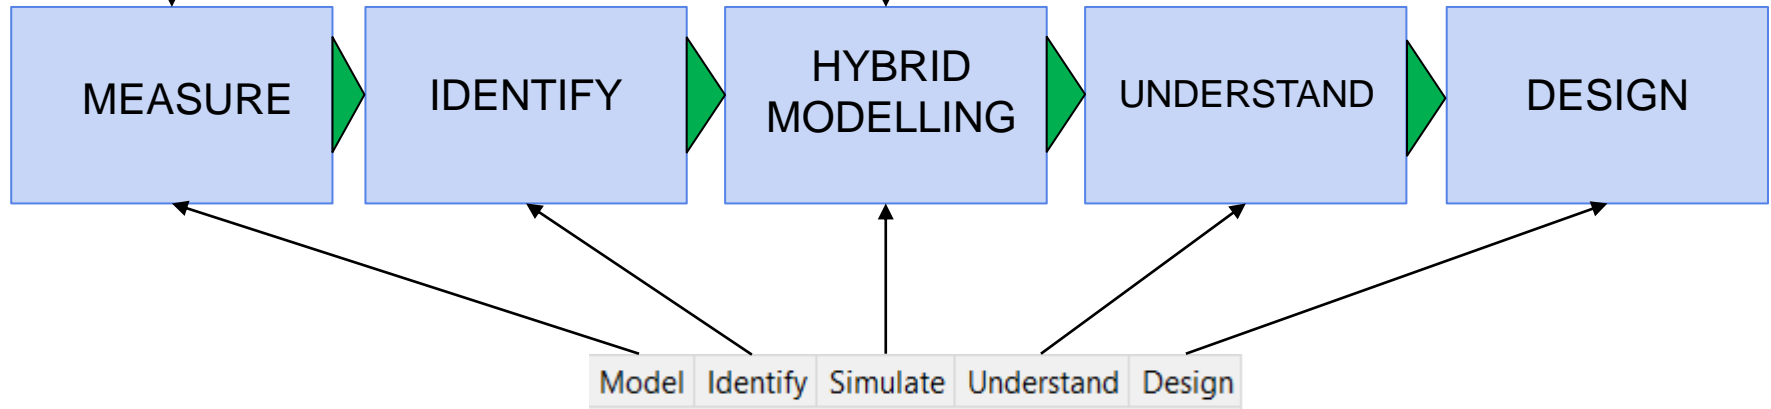 MEASURE
IDENTIFY
HYBRID
MODELLING
UNDERSTAND
DESIGN
Model Identify Simulate Understand Design